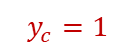 y_c = 1